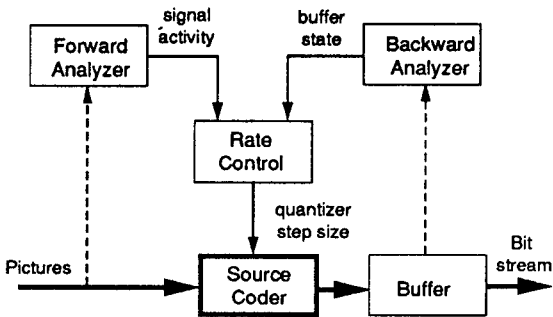 signal
activity
buffer
state
Forward
Analyzer
Backward
Analyzer
Rate
Control
quantizer
step size
Pictures
Source
Coder
Buffer
Bit
stream